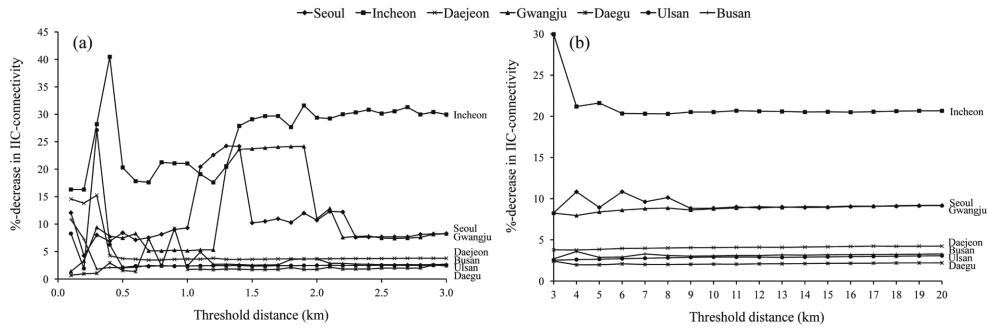 Seoul Incheon Daejeon Gwangju Daegu Ulsan Busan
(a)
%-decrease in IIC-connectivity
45
40
35
30
25
20
15
10
5
0
0.0 0.5 1.0 1.5 2.0 2.5 3.0
Threshold distance (km)
Incheon
Seoul
Gwangju
Daejeon
Busan
Ulsan
Daegu
(b)
%-decrease in IIC-connectivity
30
25
20
15
10
5
0
3 4 5 6 7 8 9 10 11 12 13 14 15 16 17 18 19 20
Threshold distance (km)
Incheon
Seoul
Gwangju
Daejeon
Busan
Ulsan
Daegu